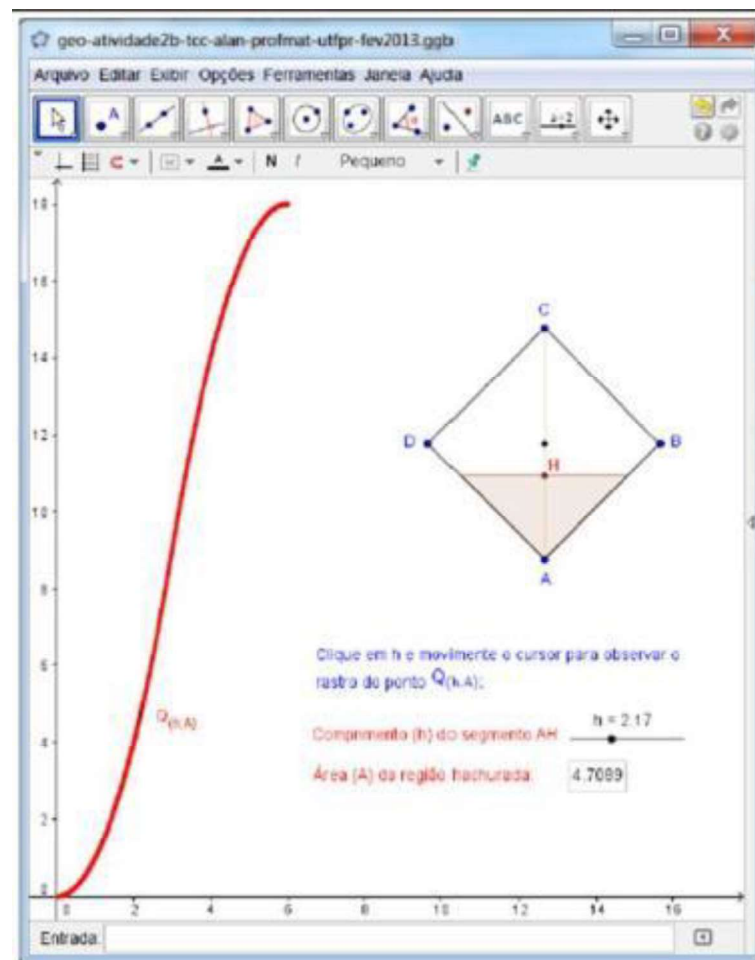 geo-atividade2b-tcc-alan-profmat-utfpr-fev2013.ggb
Arquivo Editar Exibir Opções Ferramentas Janela Ajuda
A
ABC a=2
N I Pequeno
18
16
14
12
10
8
6
4
2
0
0 2 4 6 8 10 12 14 16
C
D
B
H
A
Q(h,A)
Clique em h e movimente o cursor para observar o
rastro do ponto Q(h,A):
Comprimento (h) do segmento AH
h = 2.17
Área (A) da região hachurada:
4.7089
Entrada: